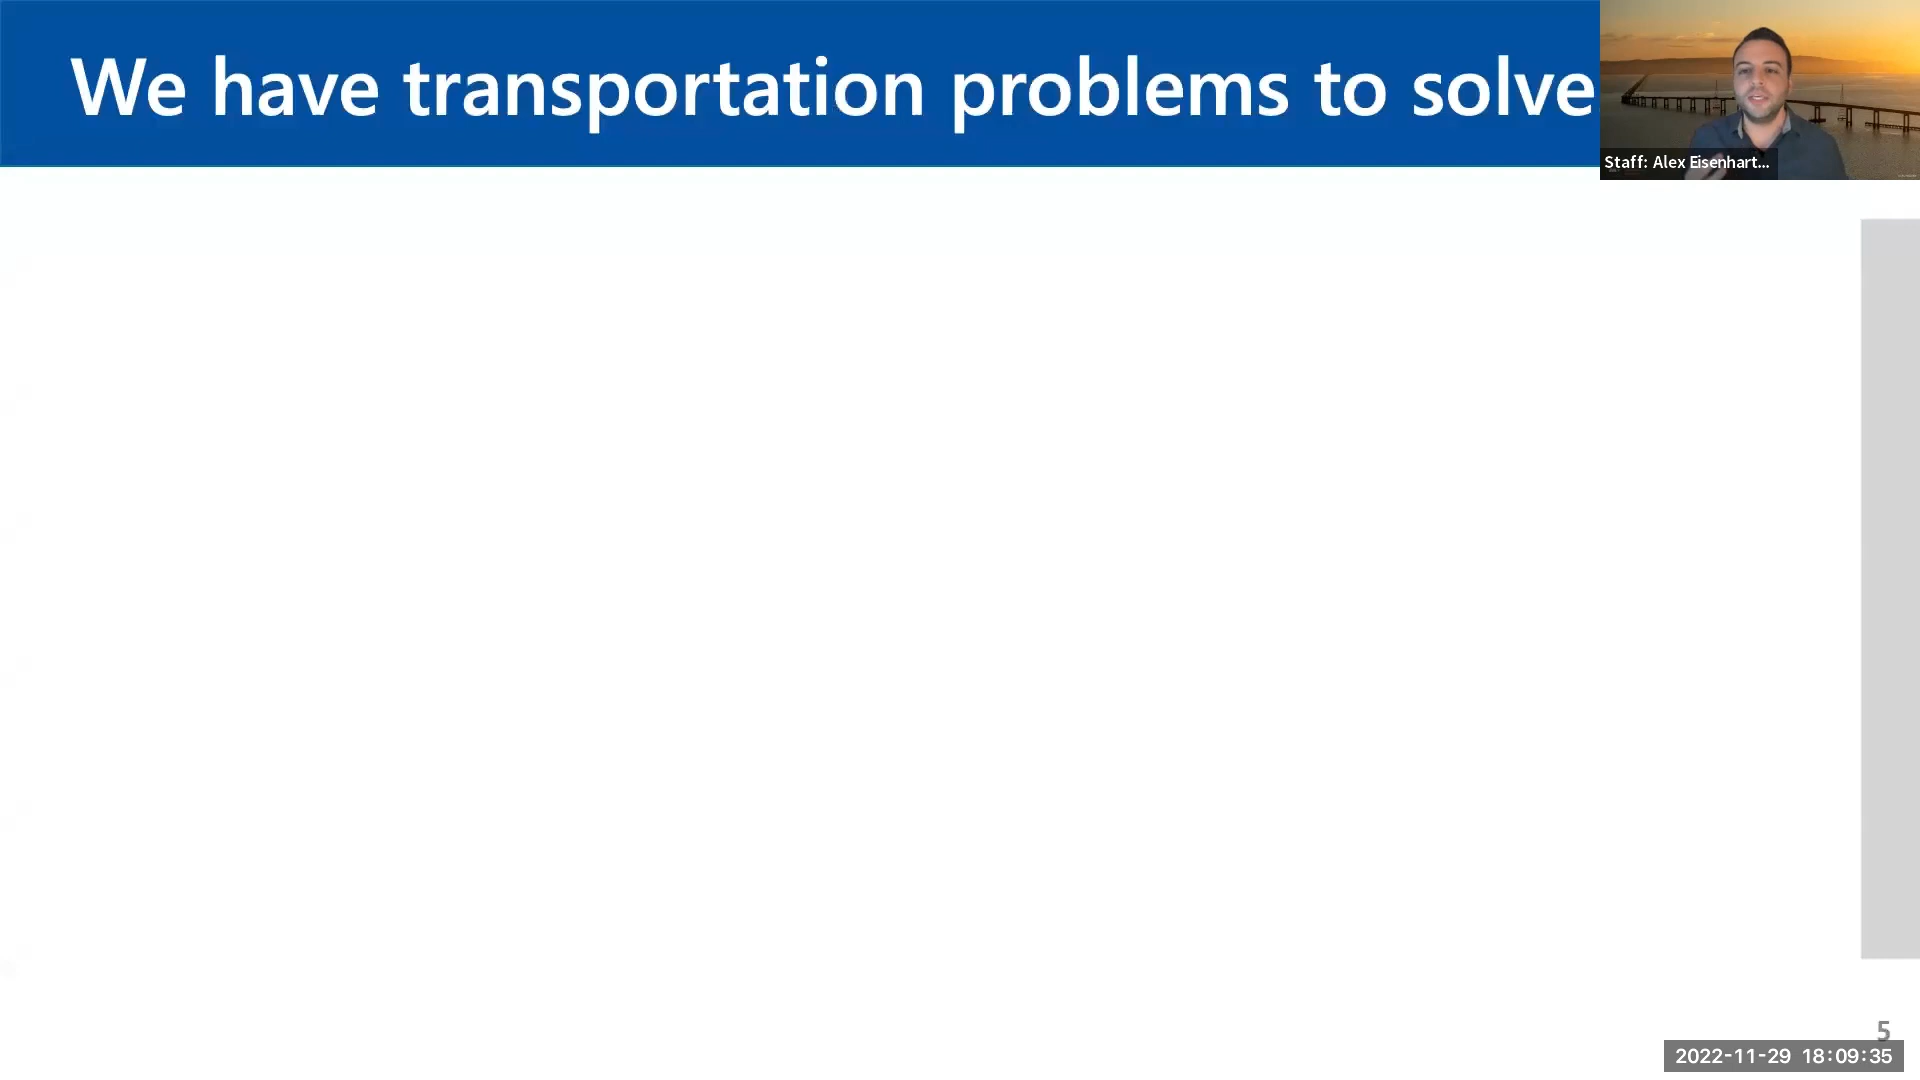 We have transportation problems to solve
Staff: Alex Eisenhart...
5
2022-11-29 18:09:35